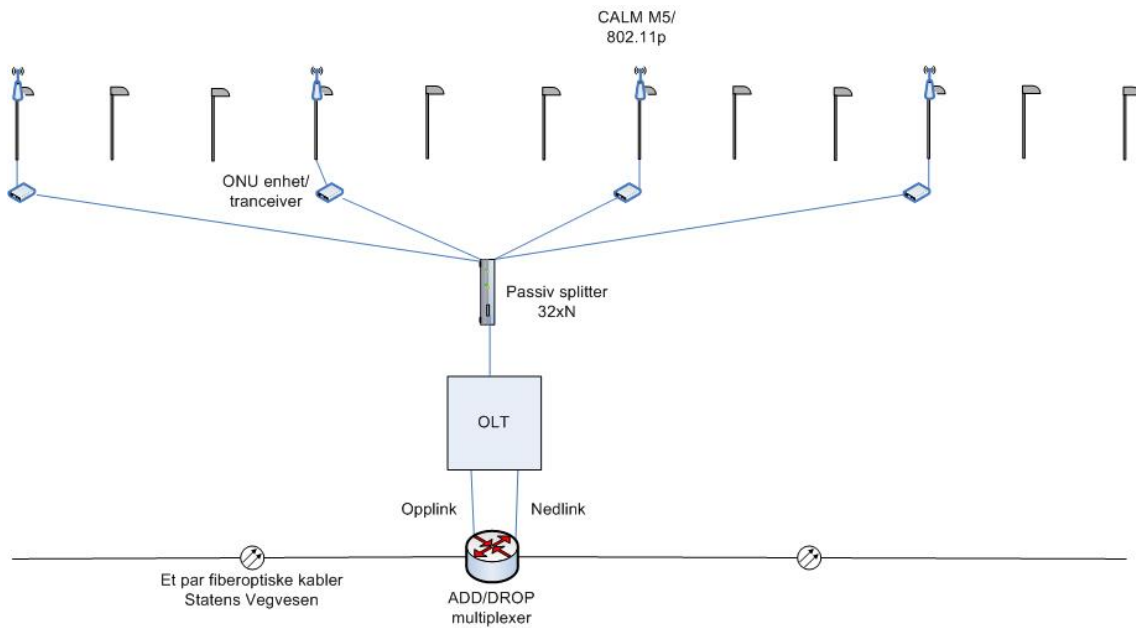 CALM M5/
802.11p
ONU enhet/
tranceiver
Passiv splitter
32xN
OLT
Opplink
Nedlink
Et par fiberoptiske kabler
Statens Vegvesen
ADD/DROP
multiplexer